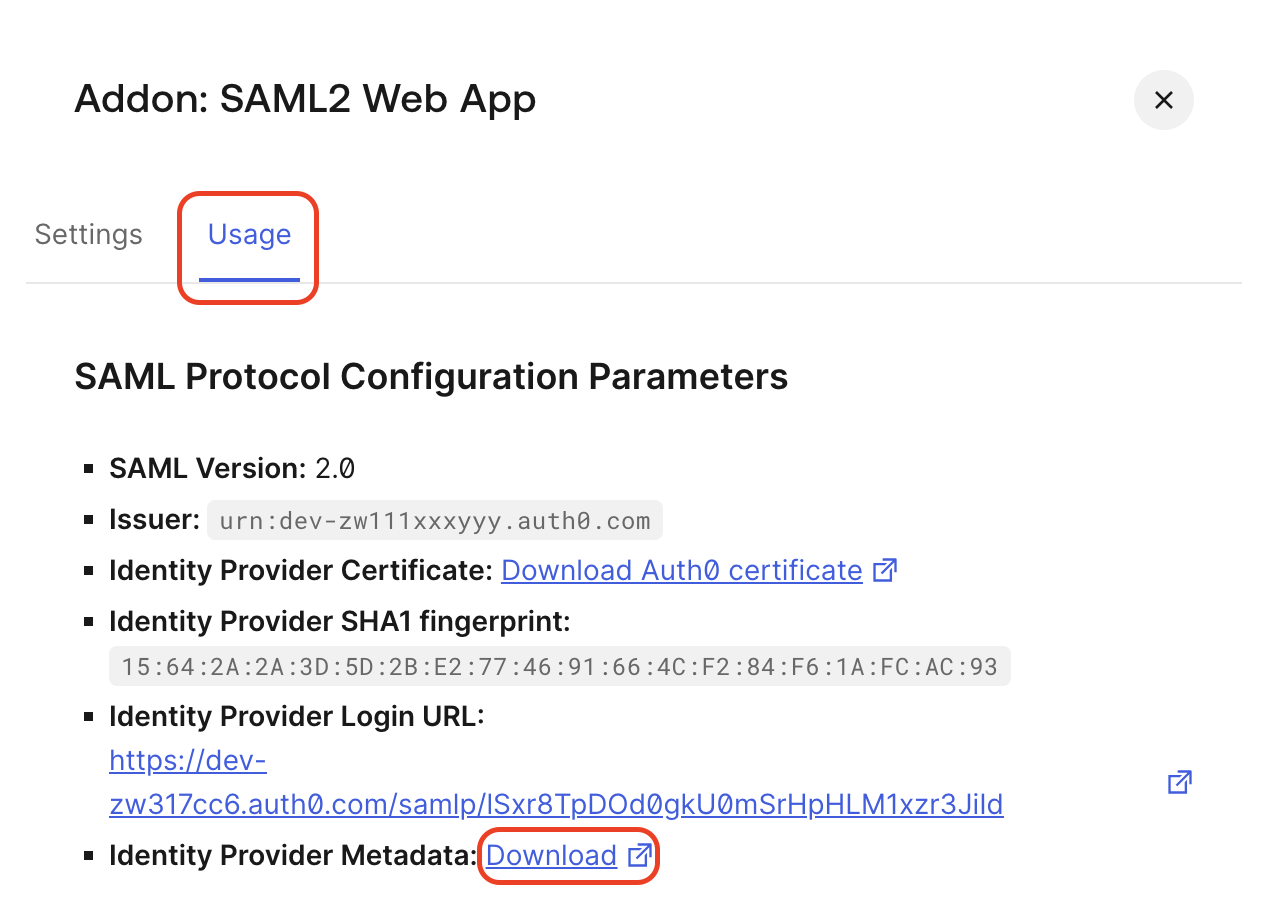 Addon: SAML2 Web App
Settings Usage
SAML Protocol Configuration Parameters
SAML Version: 2.0
Issuer: urn:dev-zw111xxxyyy.auth0.com
Identity Provider Certificate: Download Auth0 certificate
Identity Provider SHA1 fingerprint:
15:64:2A:2A:3D:5D:2B:E2:77:46:91:66:4C:F2:84:F6:1A:FC:AC:93
Identity Provider Login URL:
https://dev-
zw317cc6.auth0.com/samlp/lSxr8TpDOd0gkU0mSrHpHLM1xzr3JiId
Identity Provider Metadata: Download